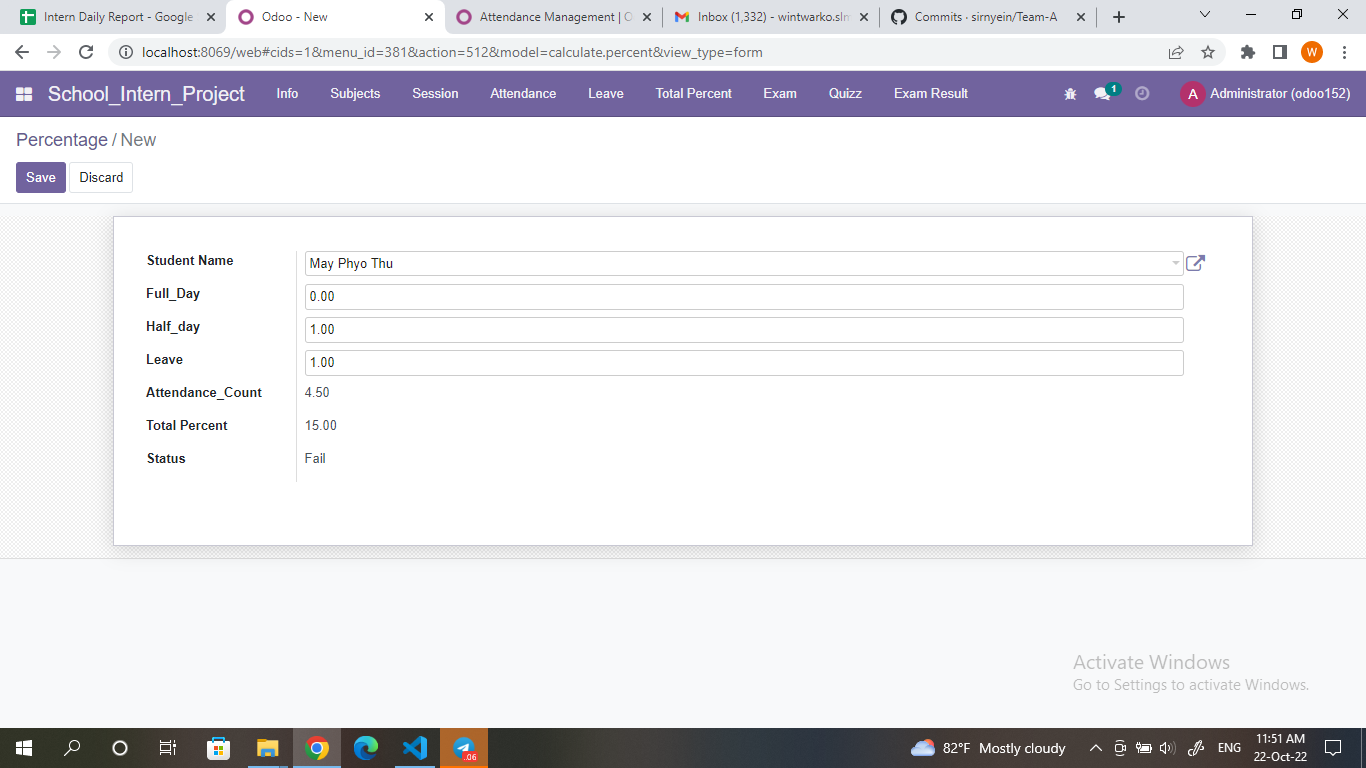 Intern Daily Report - Google
Odoo - New
Attendance Management | O
Inbox (1,332) - wintwarko.slm
Commits · sirnyein/Team-A
localhost:8069/web#cids=1&menu_id=381&action=512&model=calculate.percent&view_type=form
W
School_Intern_Project Info Subjects Session Attendance Leave Total Percent Exam Quizz Exam Result 1 A Administrator (odoo152)
Percentage / New
Save Discard
Student Name May Phyo Thu
Full_Day 0.00
Half_day 1.00
Leave 1.00
Attendance_Count 4.50
Total Percent 15.00
Status Fail
Activate Windows
Go to Settings to activate Windows.
.06
82°F Mostly cloudy
ENG
11:51 AM
22-Oct-22